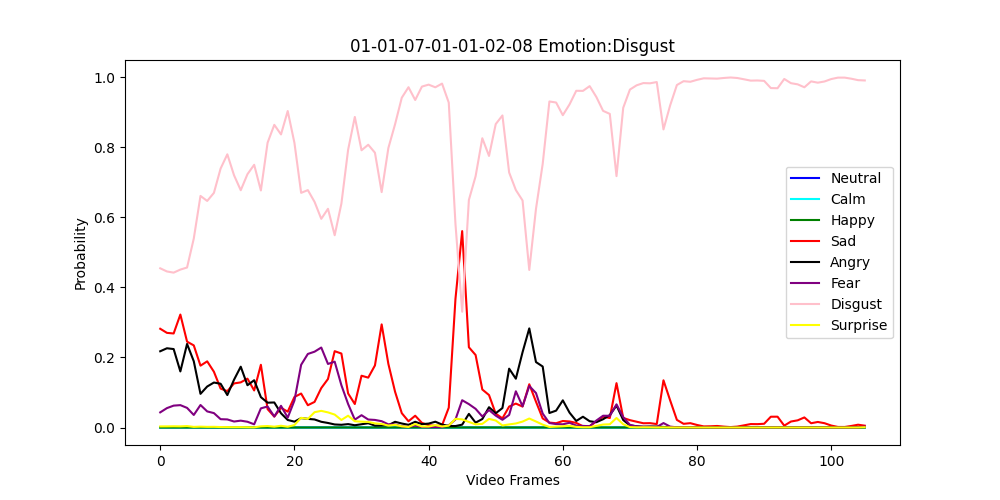 01-01-07-01-01-02-08 Emotion:Disgust
1.0
0.8
0.6
0.4
0.2
0.0
Probability
Neutral
Calm
Happy
Sad
Angry
Fear
Disgust
Surprise
0 20 40 60 80 100
Video Frames